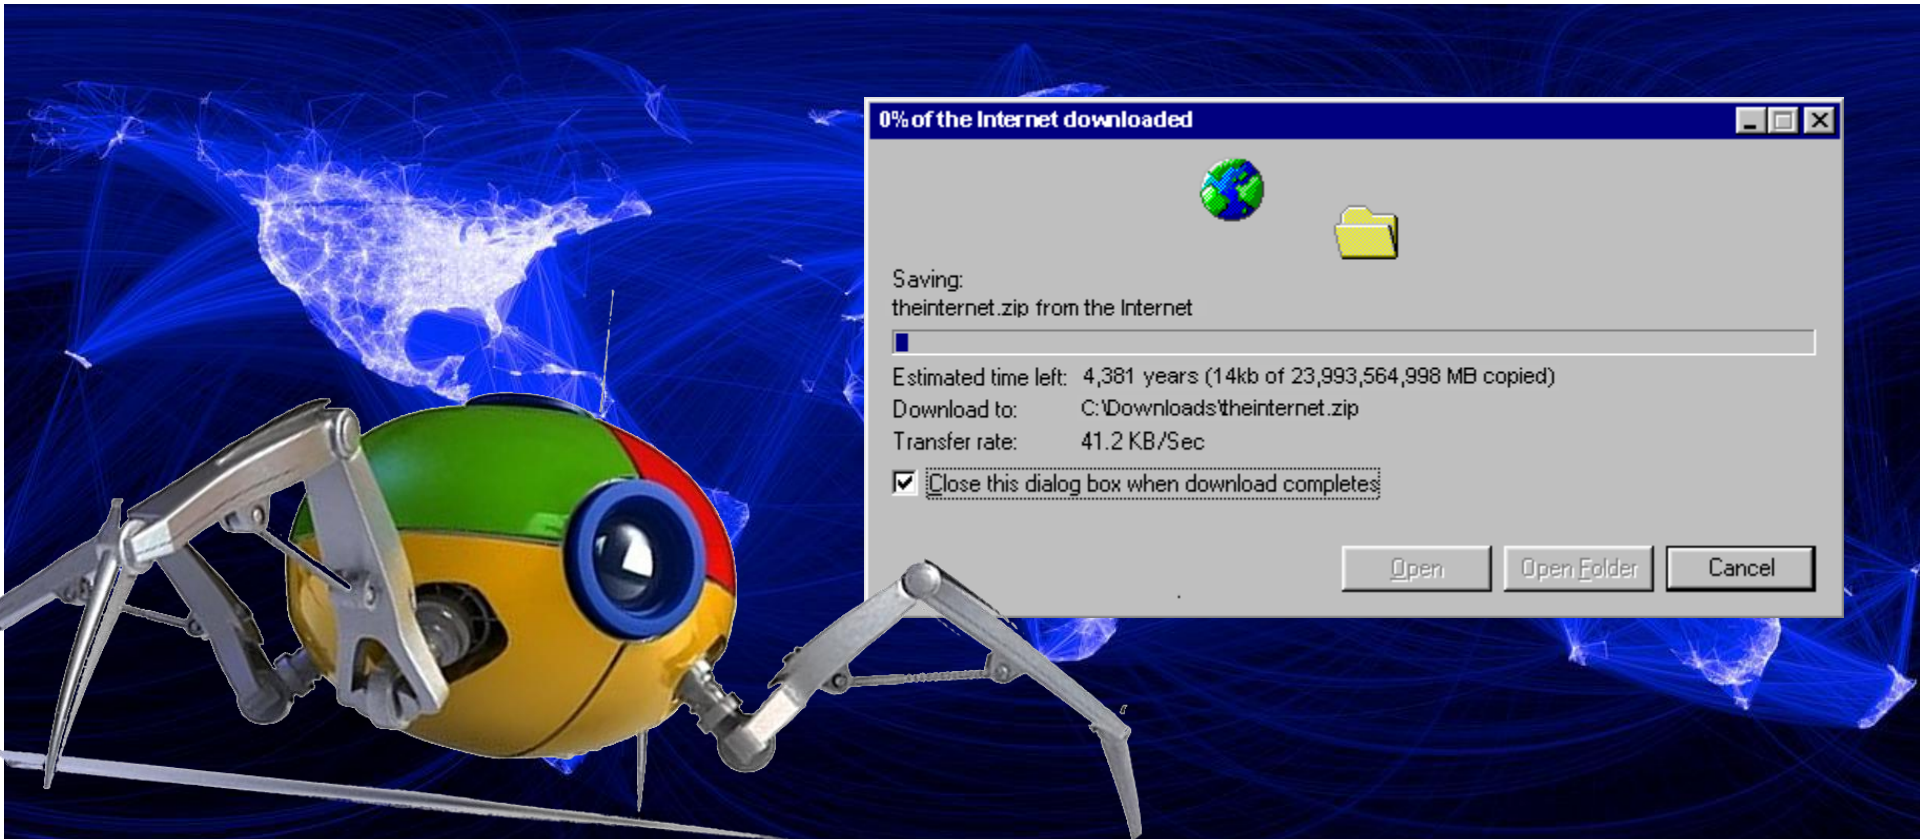 0% of the Internet downloaded
Saving:
theinternet.zip from the Internet
Estimated time left: 4,381 years (14kb of 23,993,564,998 MB copied)
Download to: C:\Downloads\theinternet.zip
Transfer rate: 41.2 KB/Sec
Close this dialog box when download completes
Open Open Folder Cancel